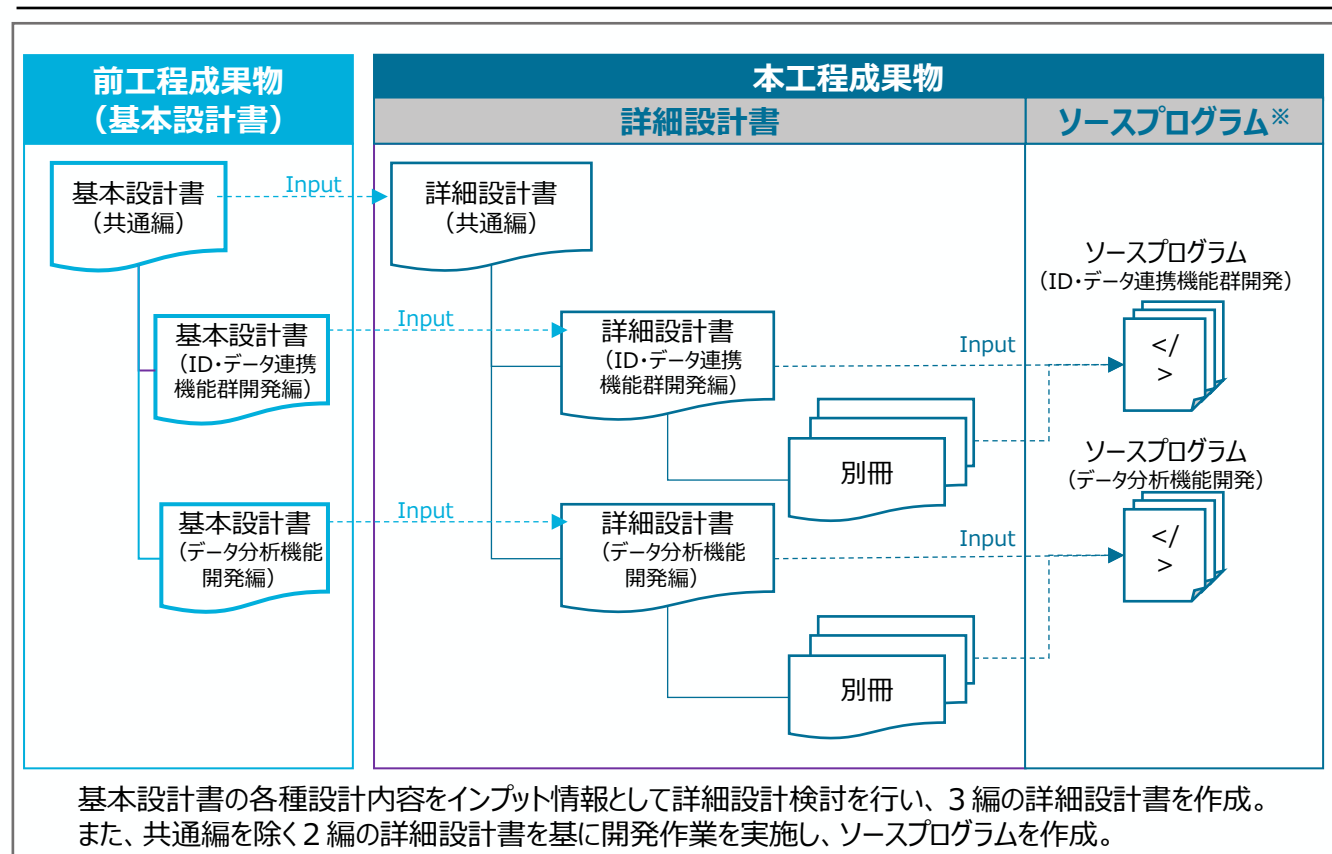 前工程成果物
（基本設計書）
本工程成果物
詳細設計書
ソースプログラム※
基本設計書
（共通編）
Input
詳細設計書
（共通編）
ソースプログラム
（ID・データ連携機能群開発）
</
>
基本設計書
（ID・データ連携
機能群開発編）
Input
詳細設計書
（ID・データ連携
機能群開発編）
Input
別冊
ソースプログラム
（データ分析機能開発）
</
>
基本設計書
（データ分析機能
開発編）
Input
詳細設計書
（データ分析機能
開発編）
Input
別冊
基本設計書の各種設計内容をインプット情報として詳細設計検討を行い、３編の詳細設計書を作成。
また、共通編を除く２編の詳細設計書を基に開発作業を実施し、ソースプログラムを作成。